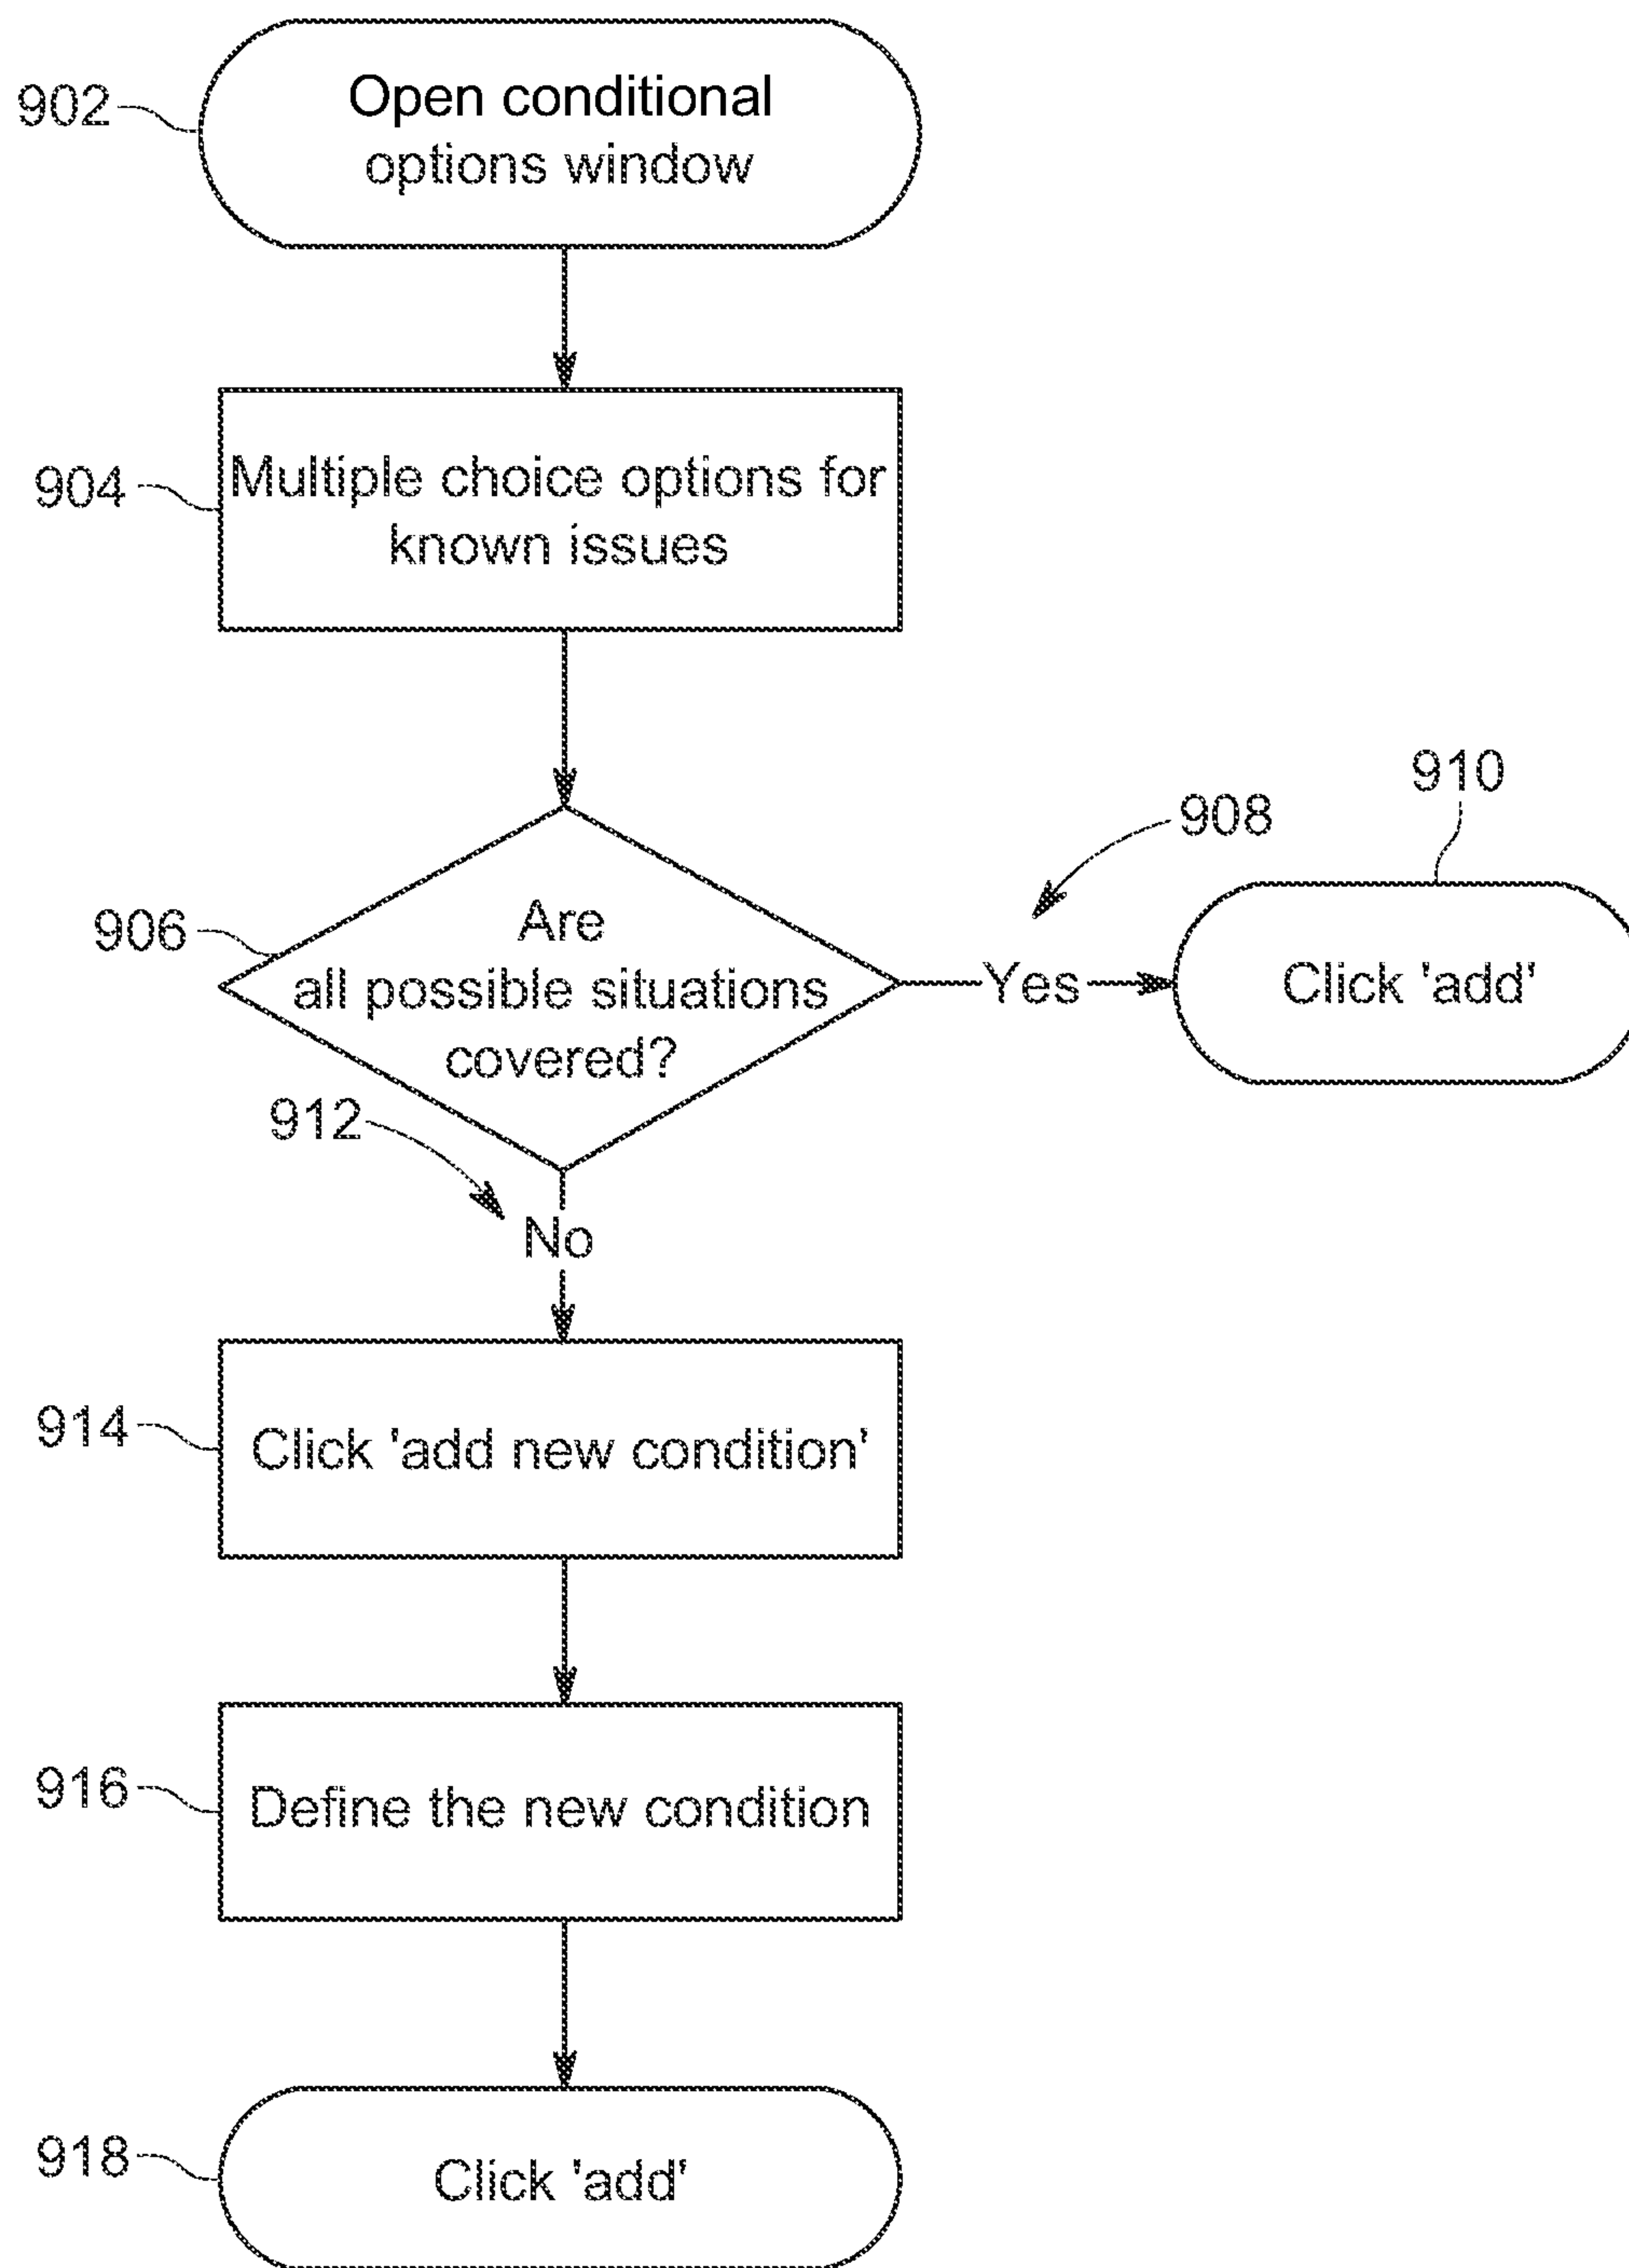 902
Open conditional
options window
904
Multiple choice options for
known issues
906
Are
all possible situations
covered?
908
Yes
910
Click 'add'
912
No
914
Click 'add new condition'
916
Define the new condition
918
Click 'add'